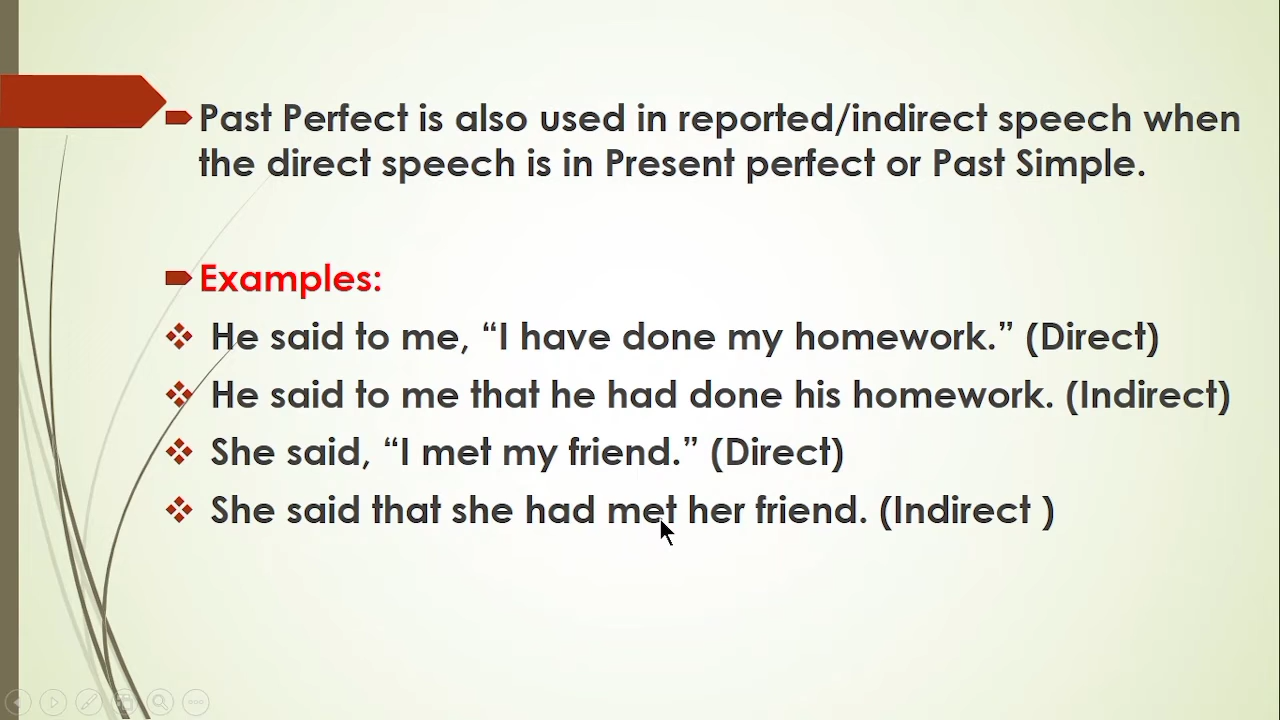 Past Perfect is also used in reported/indirect speech when
the direct speech is in Present perfect or Past Simple.
Examples:
He said to me, “I have done my homework.” (Direct)
He said to me that he had done his homework. (Indirect)
She said, “I met my friend.” (Direct)
She said that she had met her friend. (Indirect )